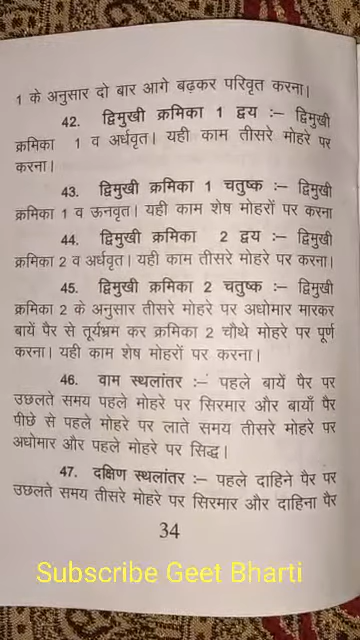 1 के अनुसार दो बार आगे बढ़कर परिवृत करना।
42. द्विमुखी क्रमिका 1 द्वय :– द्विमुखी
क्रमिका 1 व अर्धवृत। यही काम तीसरे मोहरे पर
करना।
43. द्विमुखी क्रमिका 1 चतुष्क :– द्विमुखी
क्रमिका 1 व ऊनवृत। यही काम शेष मोहरों पर करना
44. द्विमुखी क्रमिका 2 द्वय :– द्विमुखी
क्रमिका 2 व अर्धवृत। यही काम तीसरे मोहरे पर करना।
45. द्विमुखी क्रमिका 2 चतुष्क :– द्विमुखी
क्रमिका 2 के अनुसार तीसरे मोहरे पर अधोमार मारकर
बायें पैर से तूर्यभ्रम कर क्रमिका 2 चौथे मोहरे पर पूर्ण
करना। यही काम शेष मोहरों पर करना।
46. वाम स्थलांतर :– पहले बायें पैर पर
उछलते समय पहले मोहरे पर सिरमार और बायाँ पैर
पीछे से पहले मोहरे पर लाते समय तीसरे मोहरे पर
अधोमार और पहले मोहरे पर सिद्ध।
47. दक्षिण स्थलांतर :– पहले दाहिने पैर पर
उछलते समय तीसरे मोहरे पर सिरमार और दाहिना पैर
34
Subscribe Geet Bharti